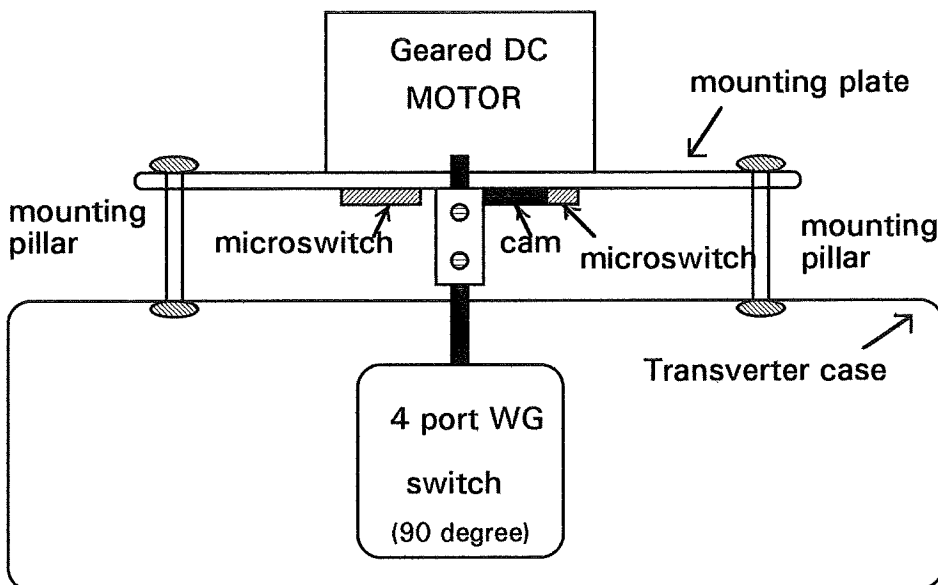 Geared DC
MOTOR
mounting plate
mounting
pillar
microswitch
cam
microswitch
mounting
pillar
Transverter case
4 port WG
switch
(90 degree)